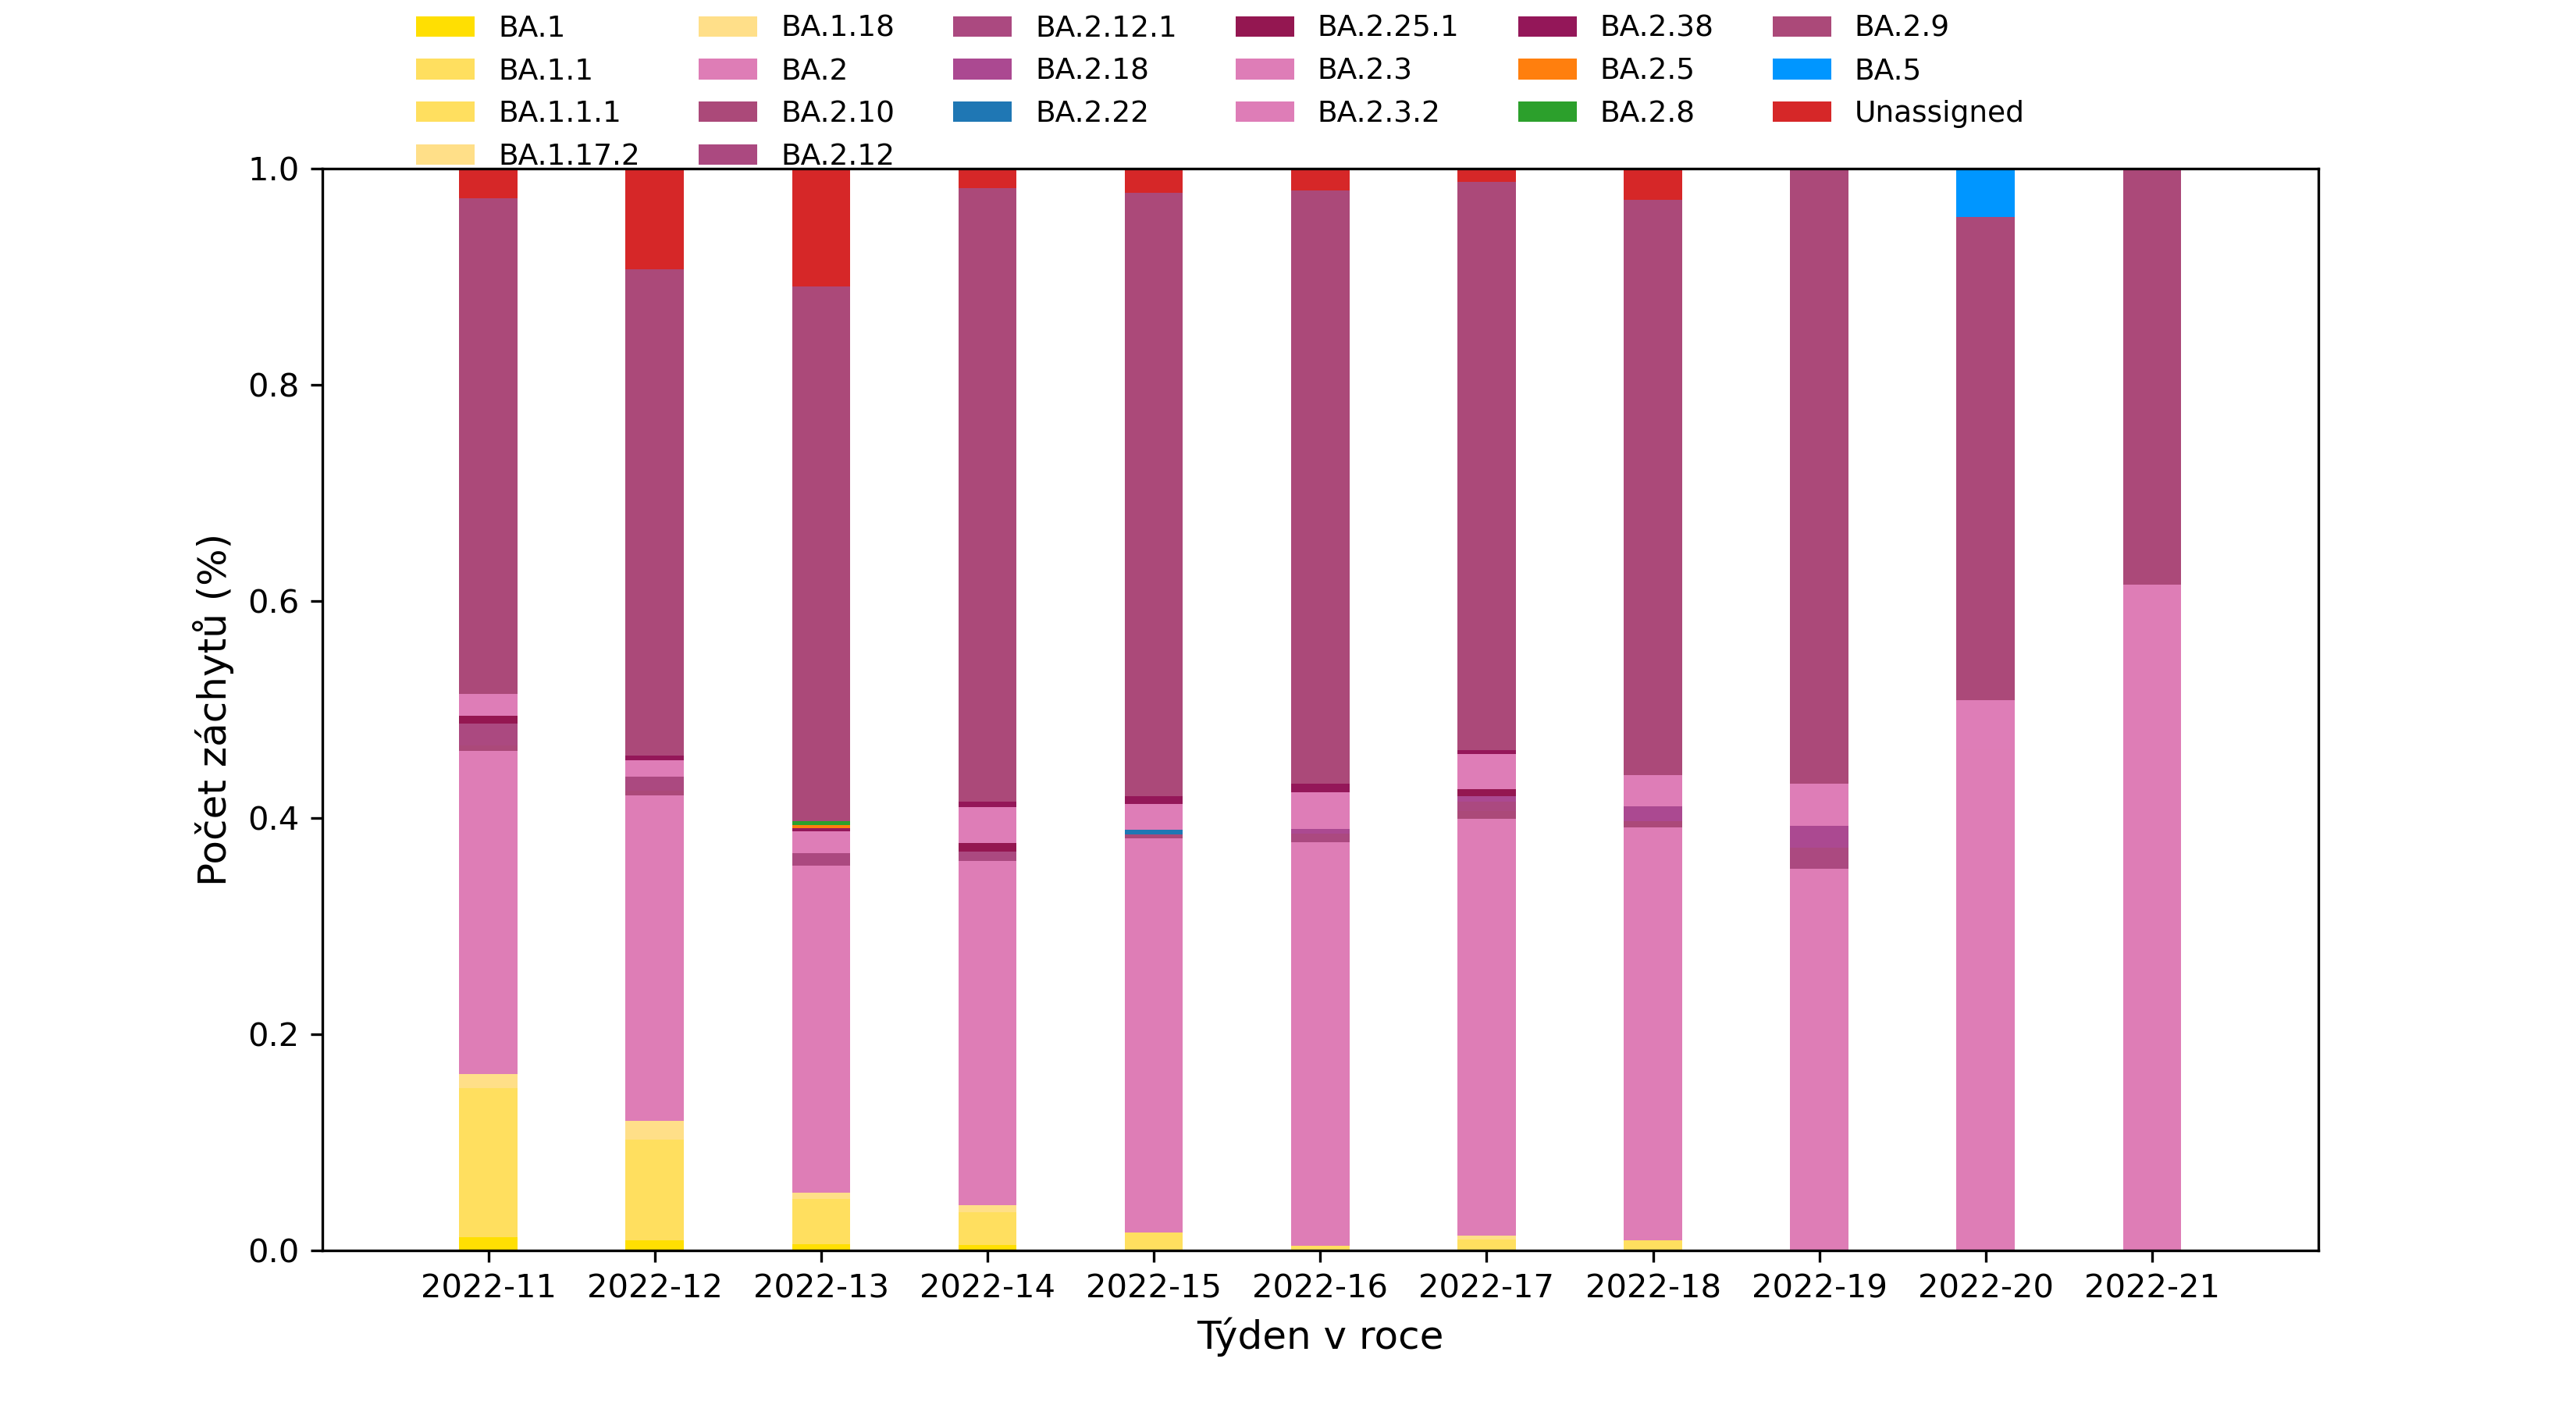 BA.1 BA.1.18 BA.2.12.1 BA.2.25.1 BA.2.38 BA.2.9
BA.1.1 BA.2 BA.2.18 BA.2.3 BA.2.5 BA.5
BA.1.1.1 BA.2.10 BA.2.22 BA.2.3.2 BA.2.8 Unassigned
BA.1.17.2 BA.2.12
1.0
0.8
0.6
0.4
0.2
0.0
Počet záchytů (%)
2022-11 2022-12 2022-13 2022-14 2022-15 2022-16 2022-17 2022-18 2022-19 2022-20 2022-21
Týden v roce